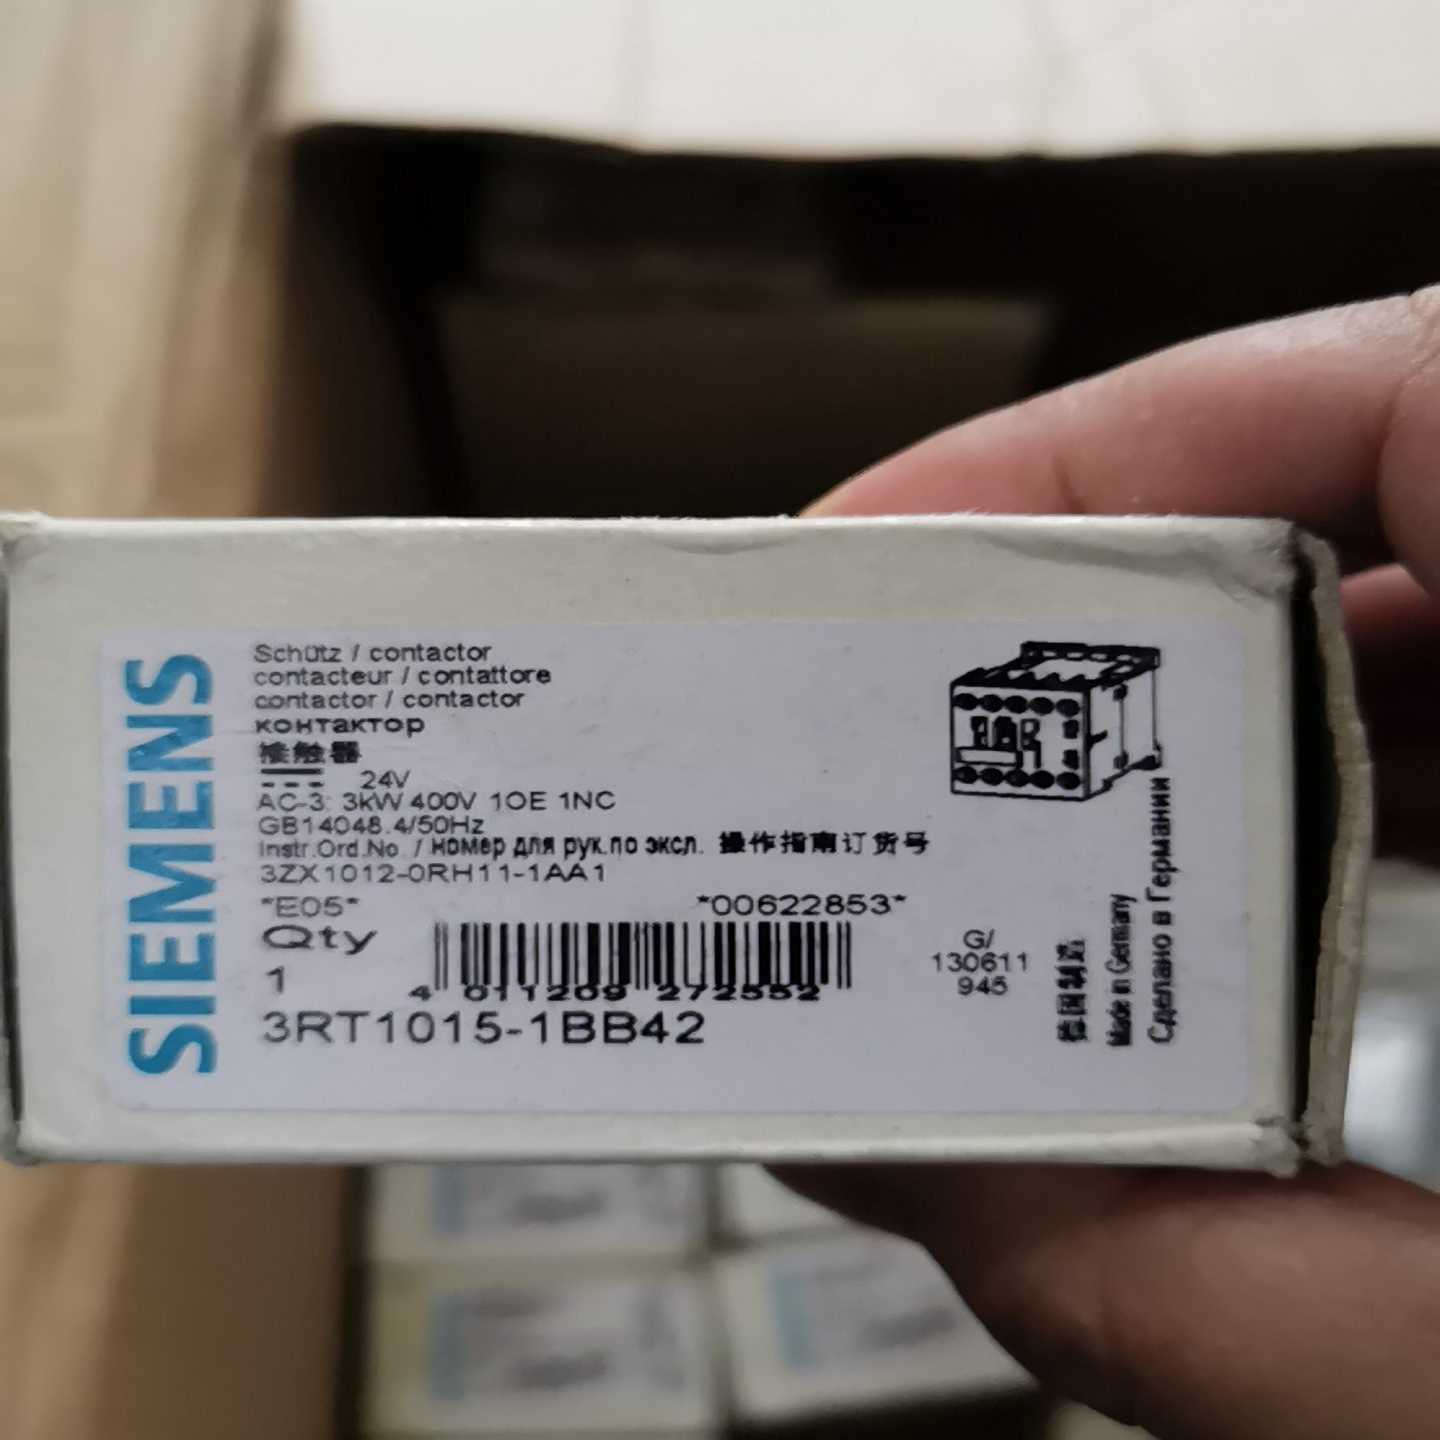 SIEMENS
Schütz / contactor
contacteur / contattore
contactor / contactor
контактор
接触器
24V
AC-3: 3kW 400V 1OE 1NC
GB14048.4/50Hz
Instr.Ord.No. / номер для рук.по экспл. 操作指南订货号
3ZX1012-0RH11-1AA1
*E05* *00622853*
Qty
1
4 011209 272552
3RT1015-1BB42
G/
130611
945
德国制造
Made in Germany
Сделано в Германии